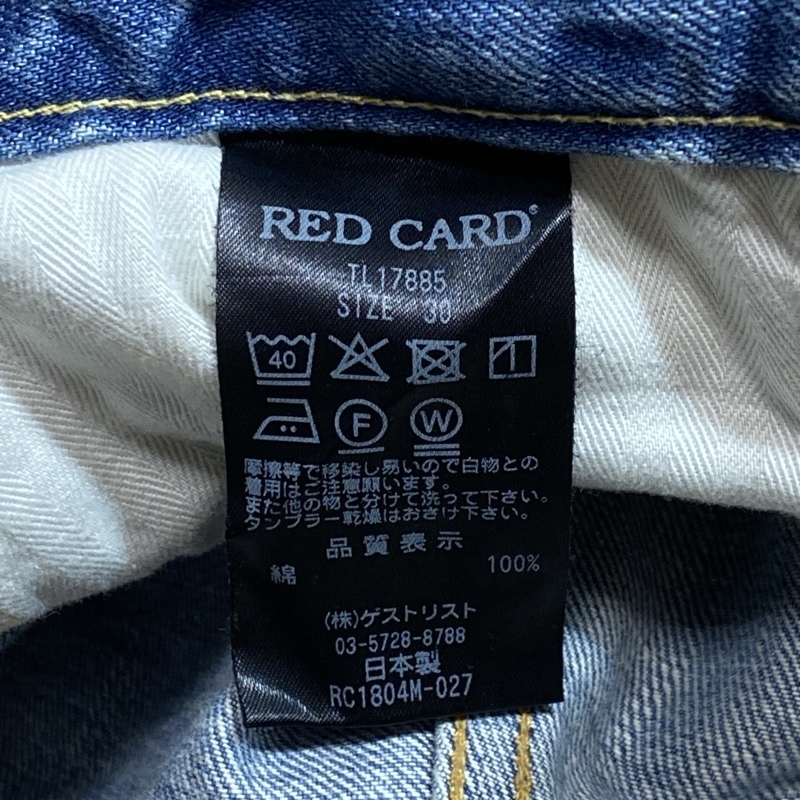 RED CARD®
TL17885
SIZE 30
40
F W
摩擦等で移染し易いので白物との
着用はご注意願います。
また他の物と分けて洗って下さい。
タンブラー乾燥はおさけ下さい。
品質表示
綿 100%
(株)ゲストリスト
03-5728-8788
日本製
RC1804M-027